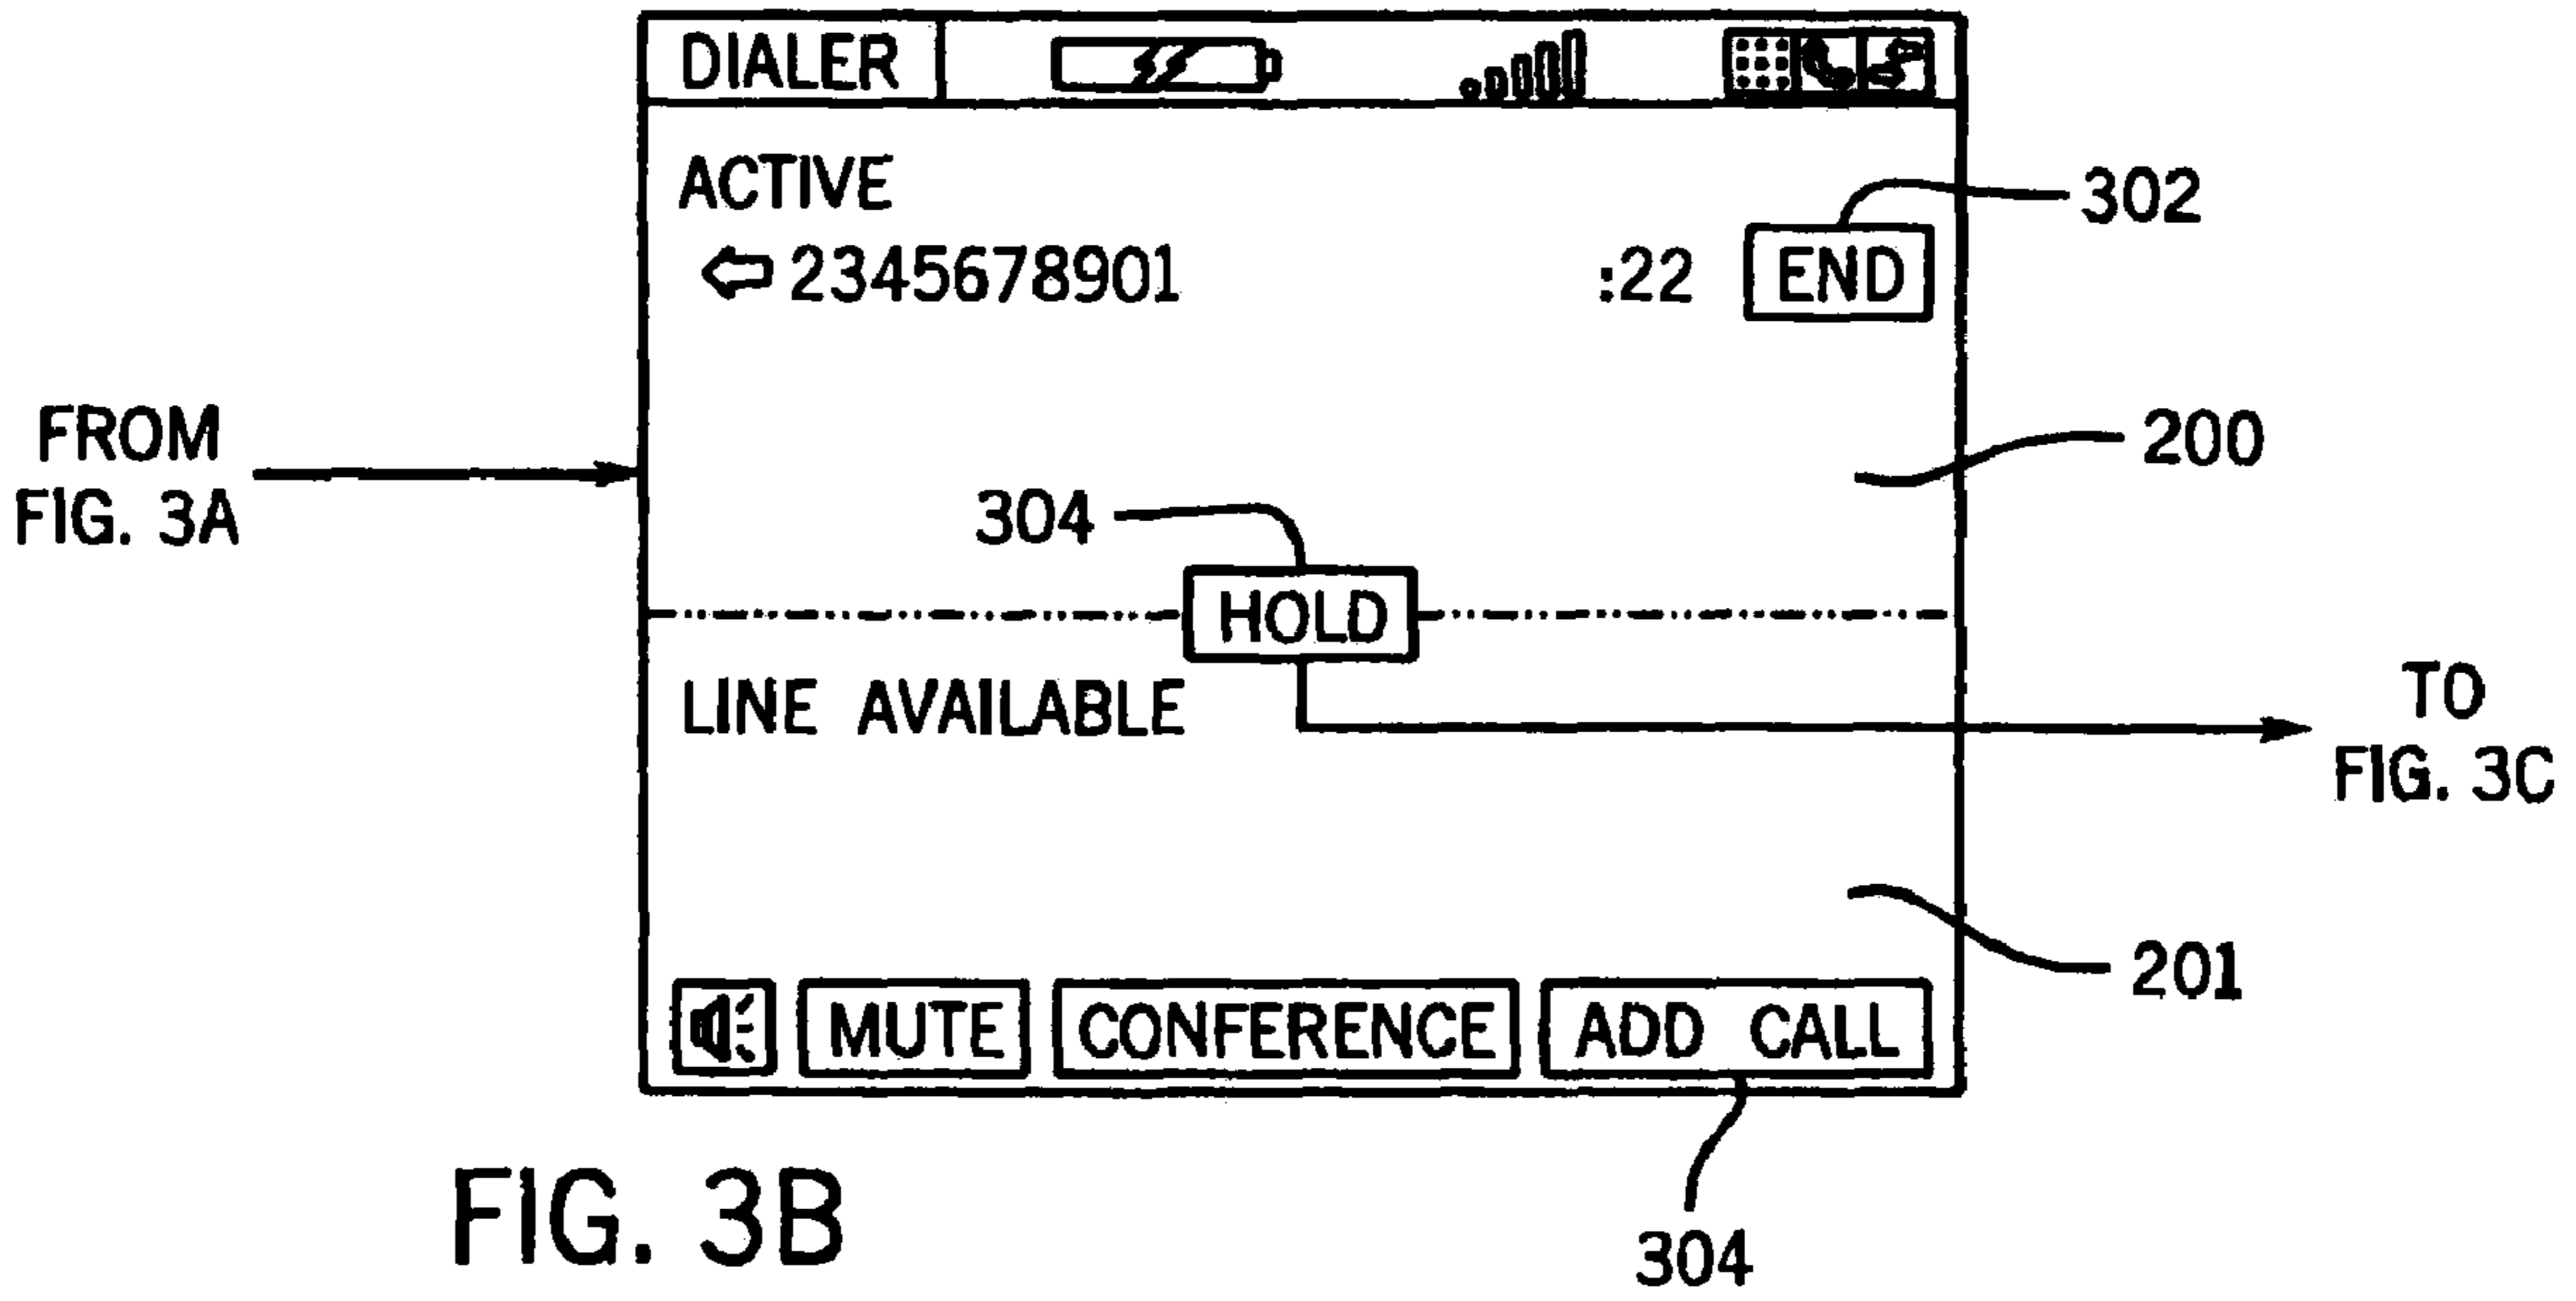 DIALER
ACTIVE
2345678901 :22 END
302
FROM
FIG. 3A
200
304
HOLD
LINE AVAILABLE
TO
FIG. 3C
201
MUTE CONFERENCE ADD CALL
304
FIG. 3B